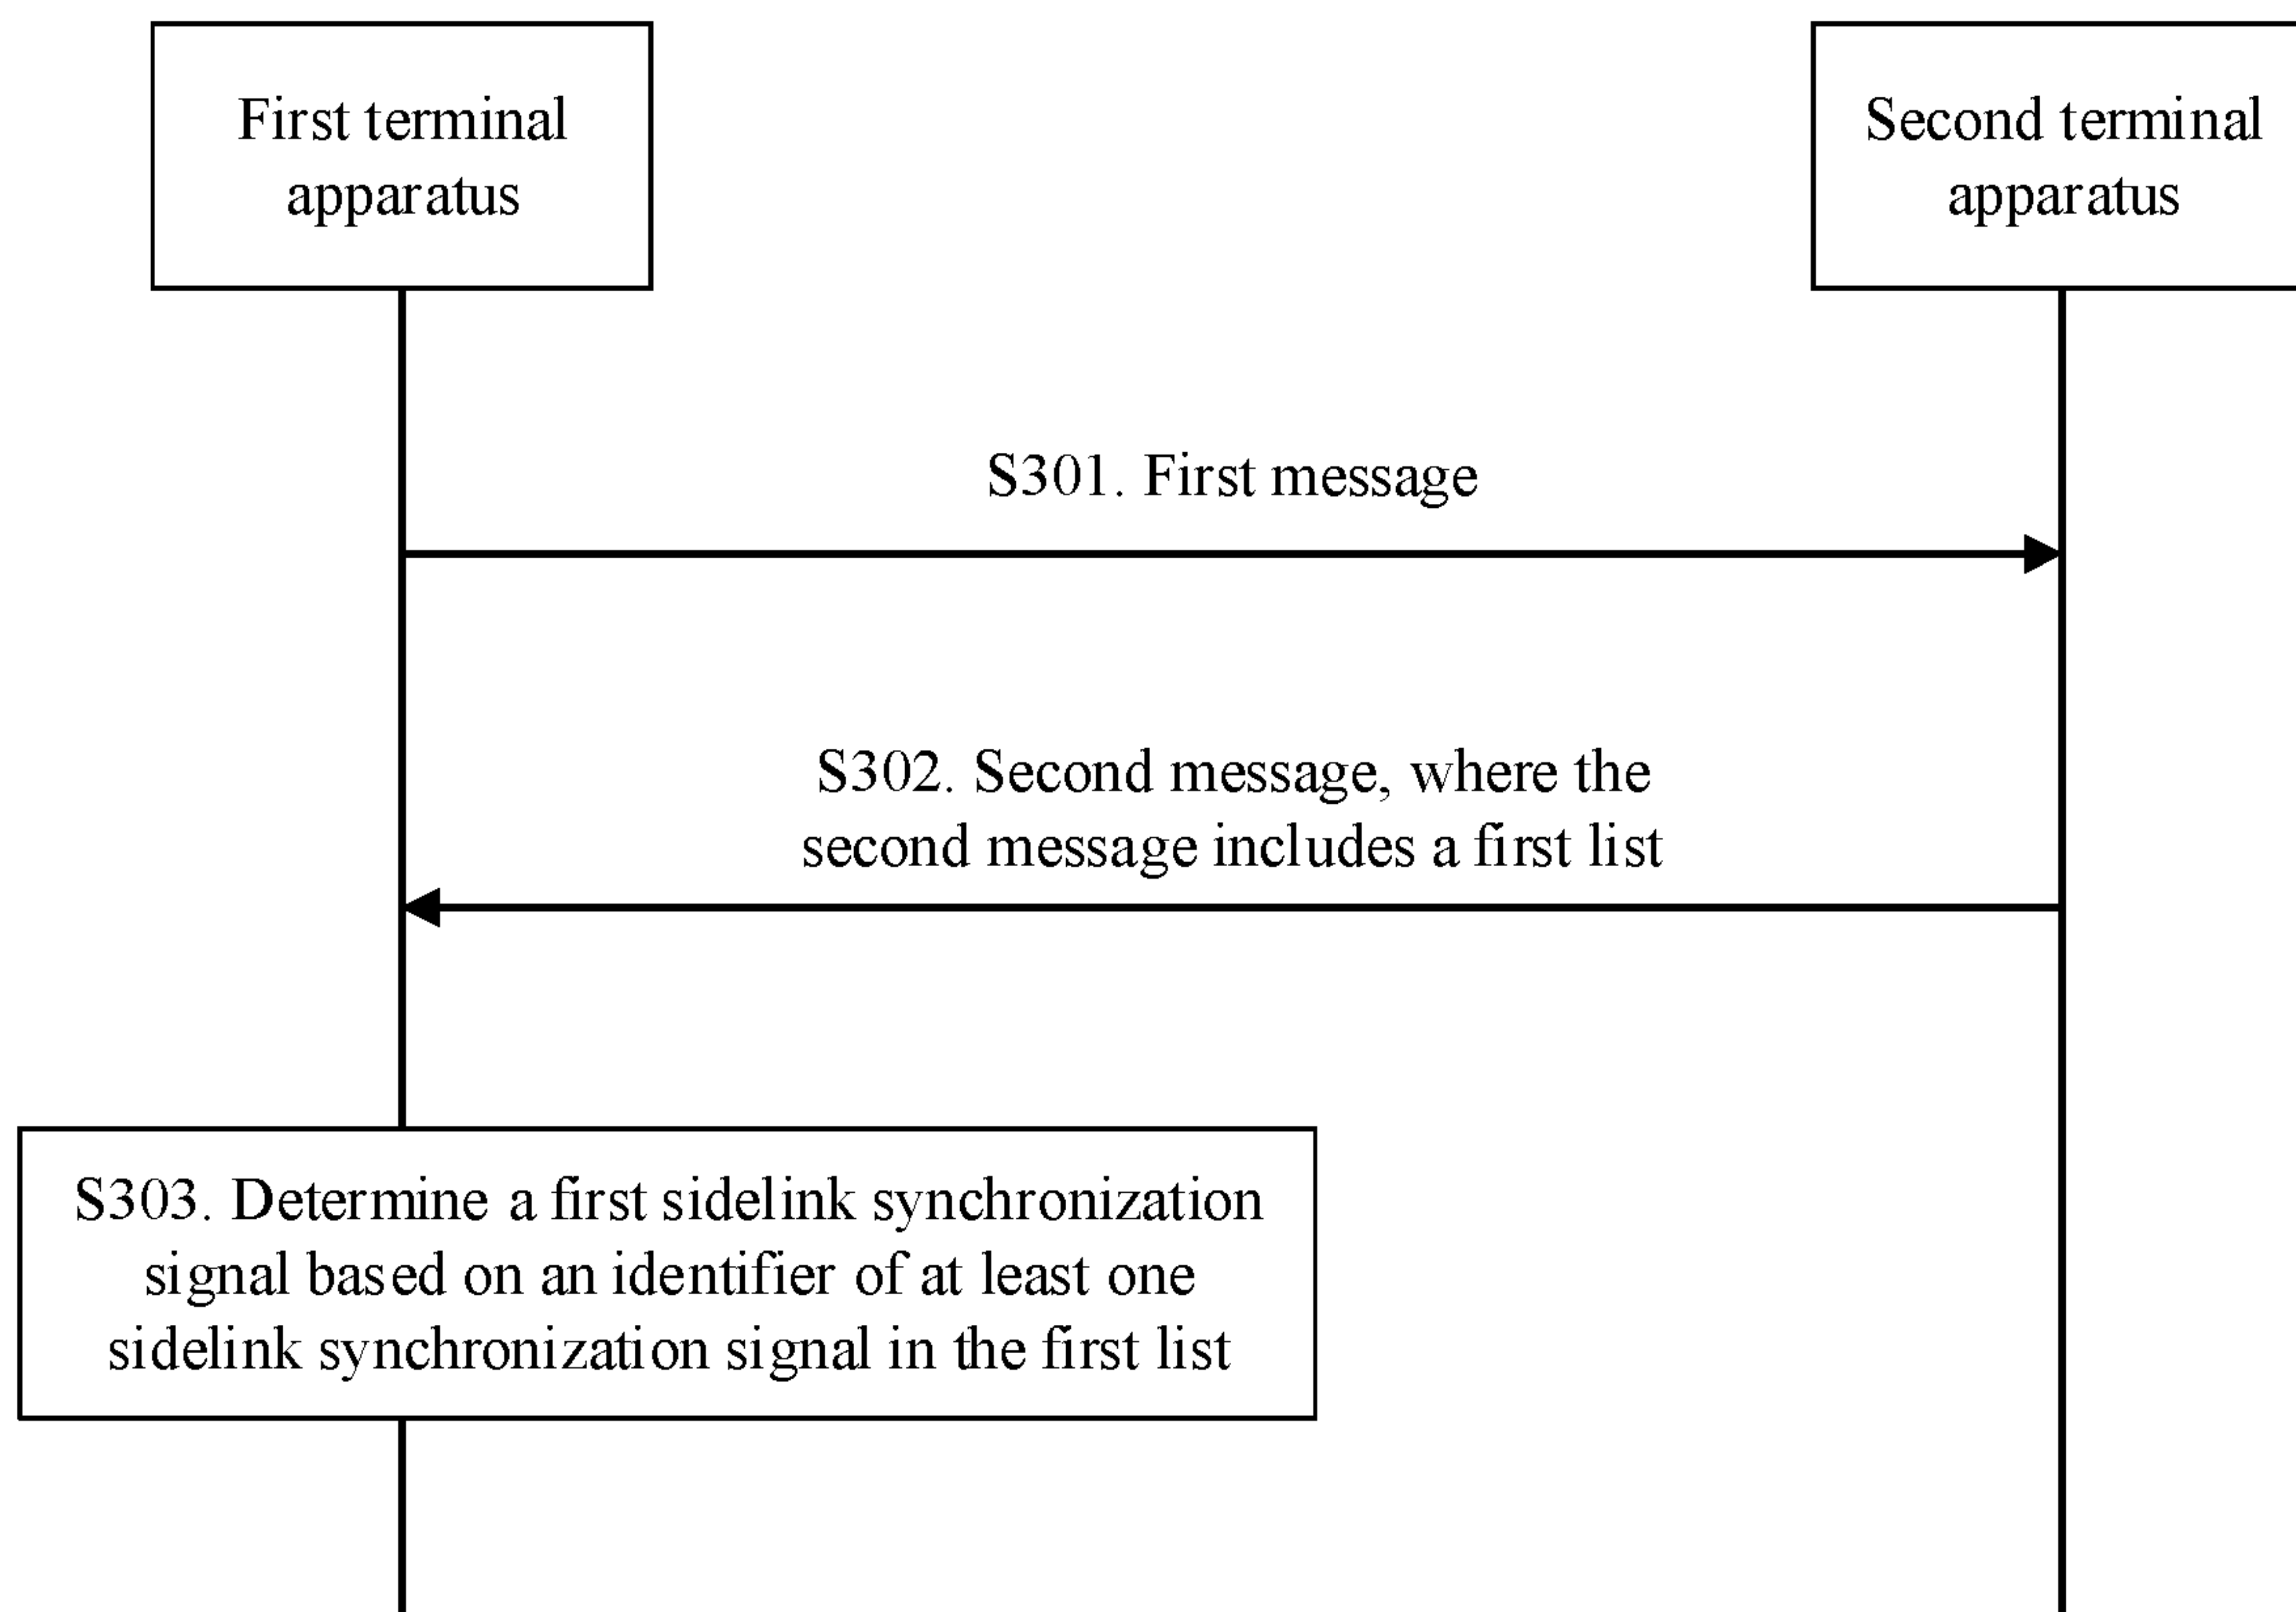 First terminal
apparatus
Second terminal
apparatus
S301. First message
S302. Second message, where the
second message includes a first list
S303. Determine a first sidelink synchronization
signal based on an identifier of at least one
sidelink synchronization signal in the first list